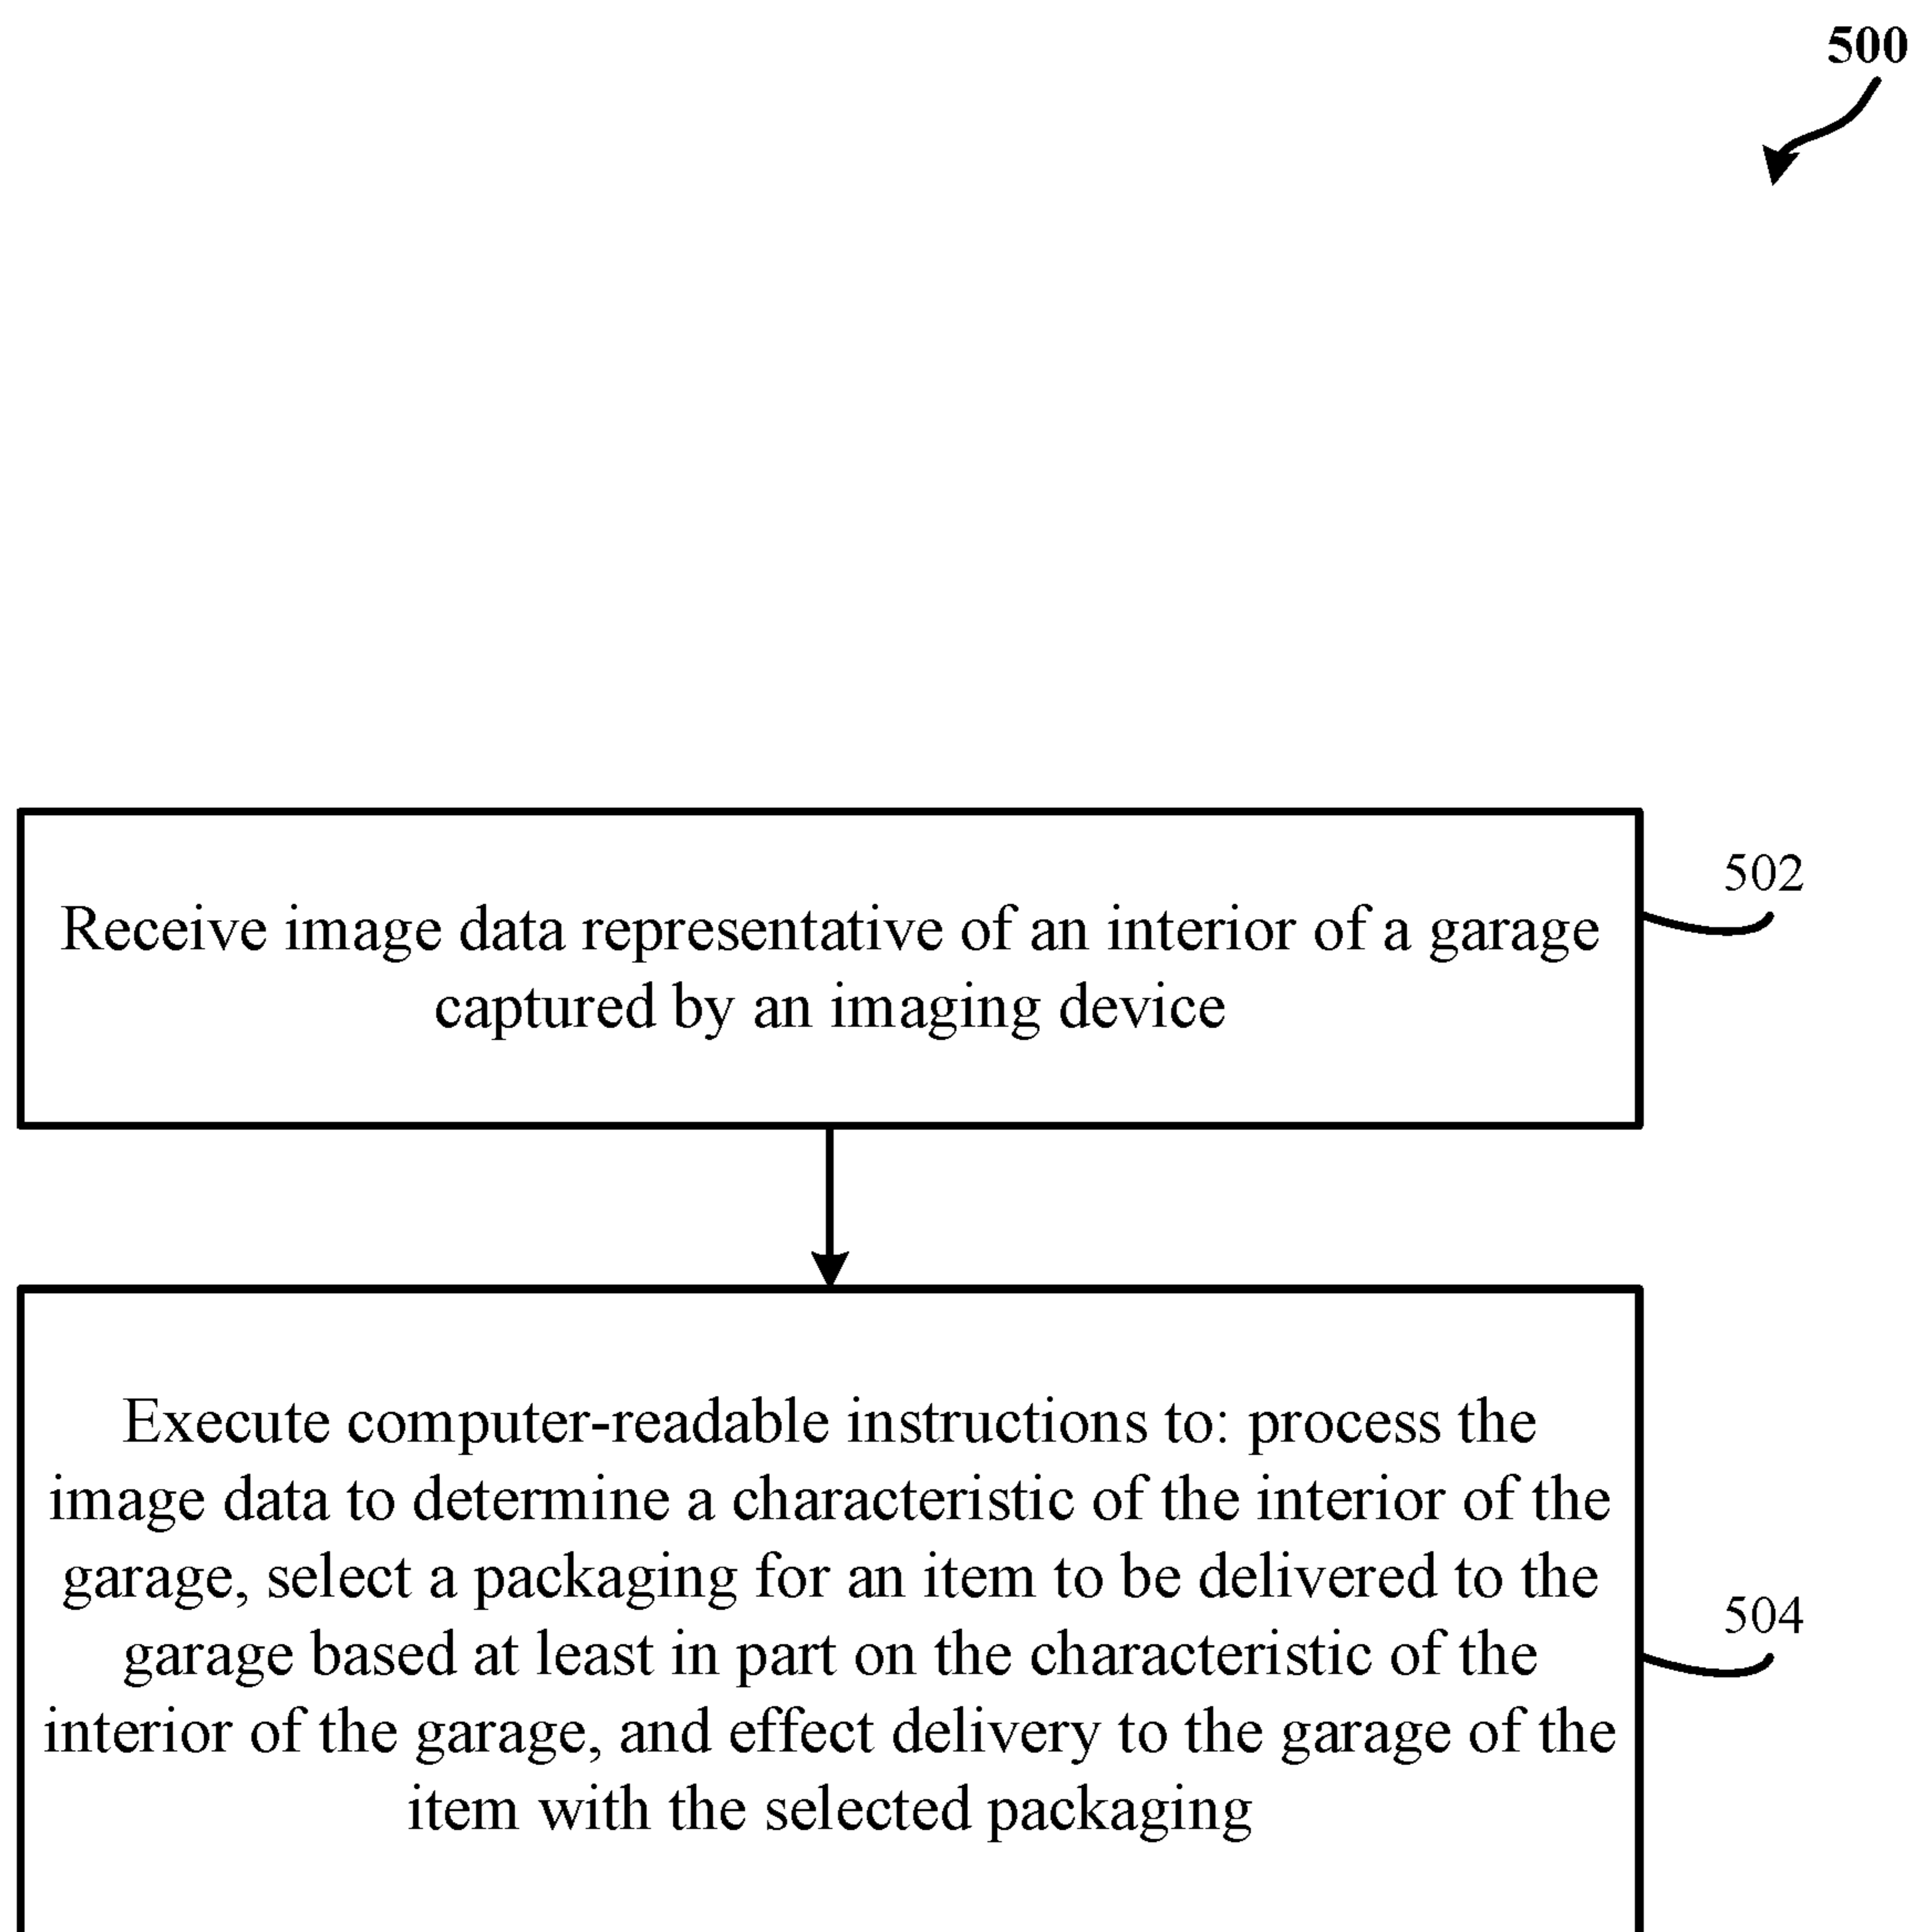 500
Receive image data representative of an interior of a garage
captured by an imaging device
502
Execute computer-readable instructions to: process the
image data to determine a characteristic of the interior of the
garage, select a packaging for an item to be delivered to the
garage based at least in part on the characteristic of the
interior of the garage, and effect delivery to the garage of the
item with the selected packaging
504